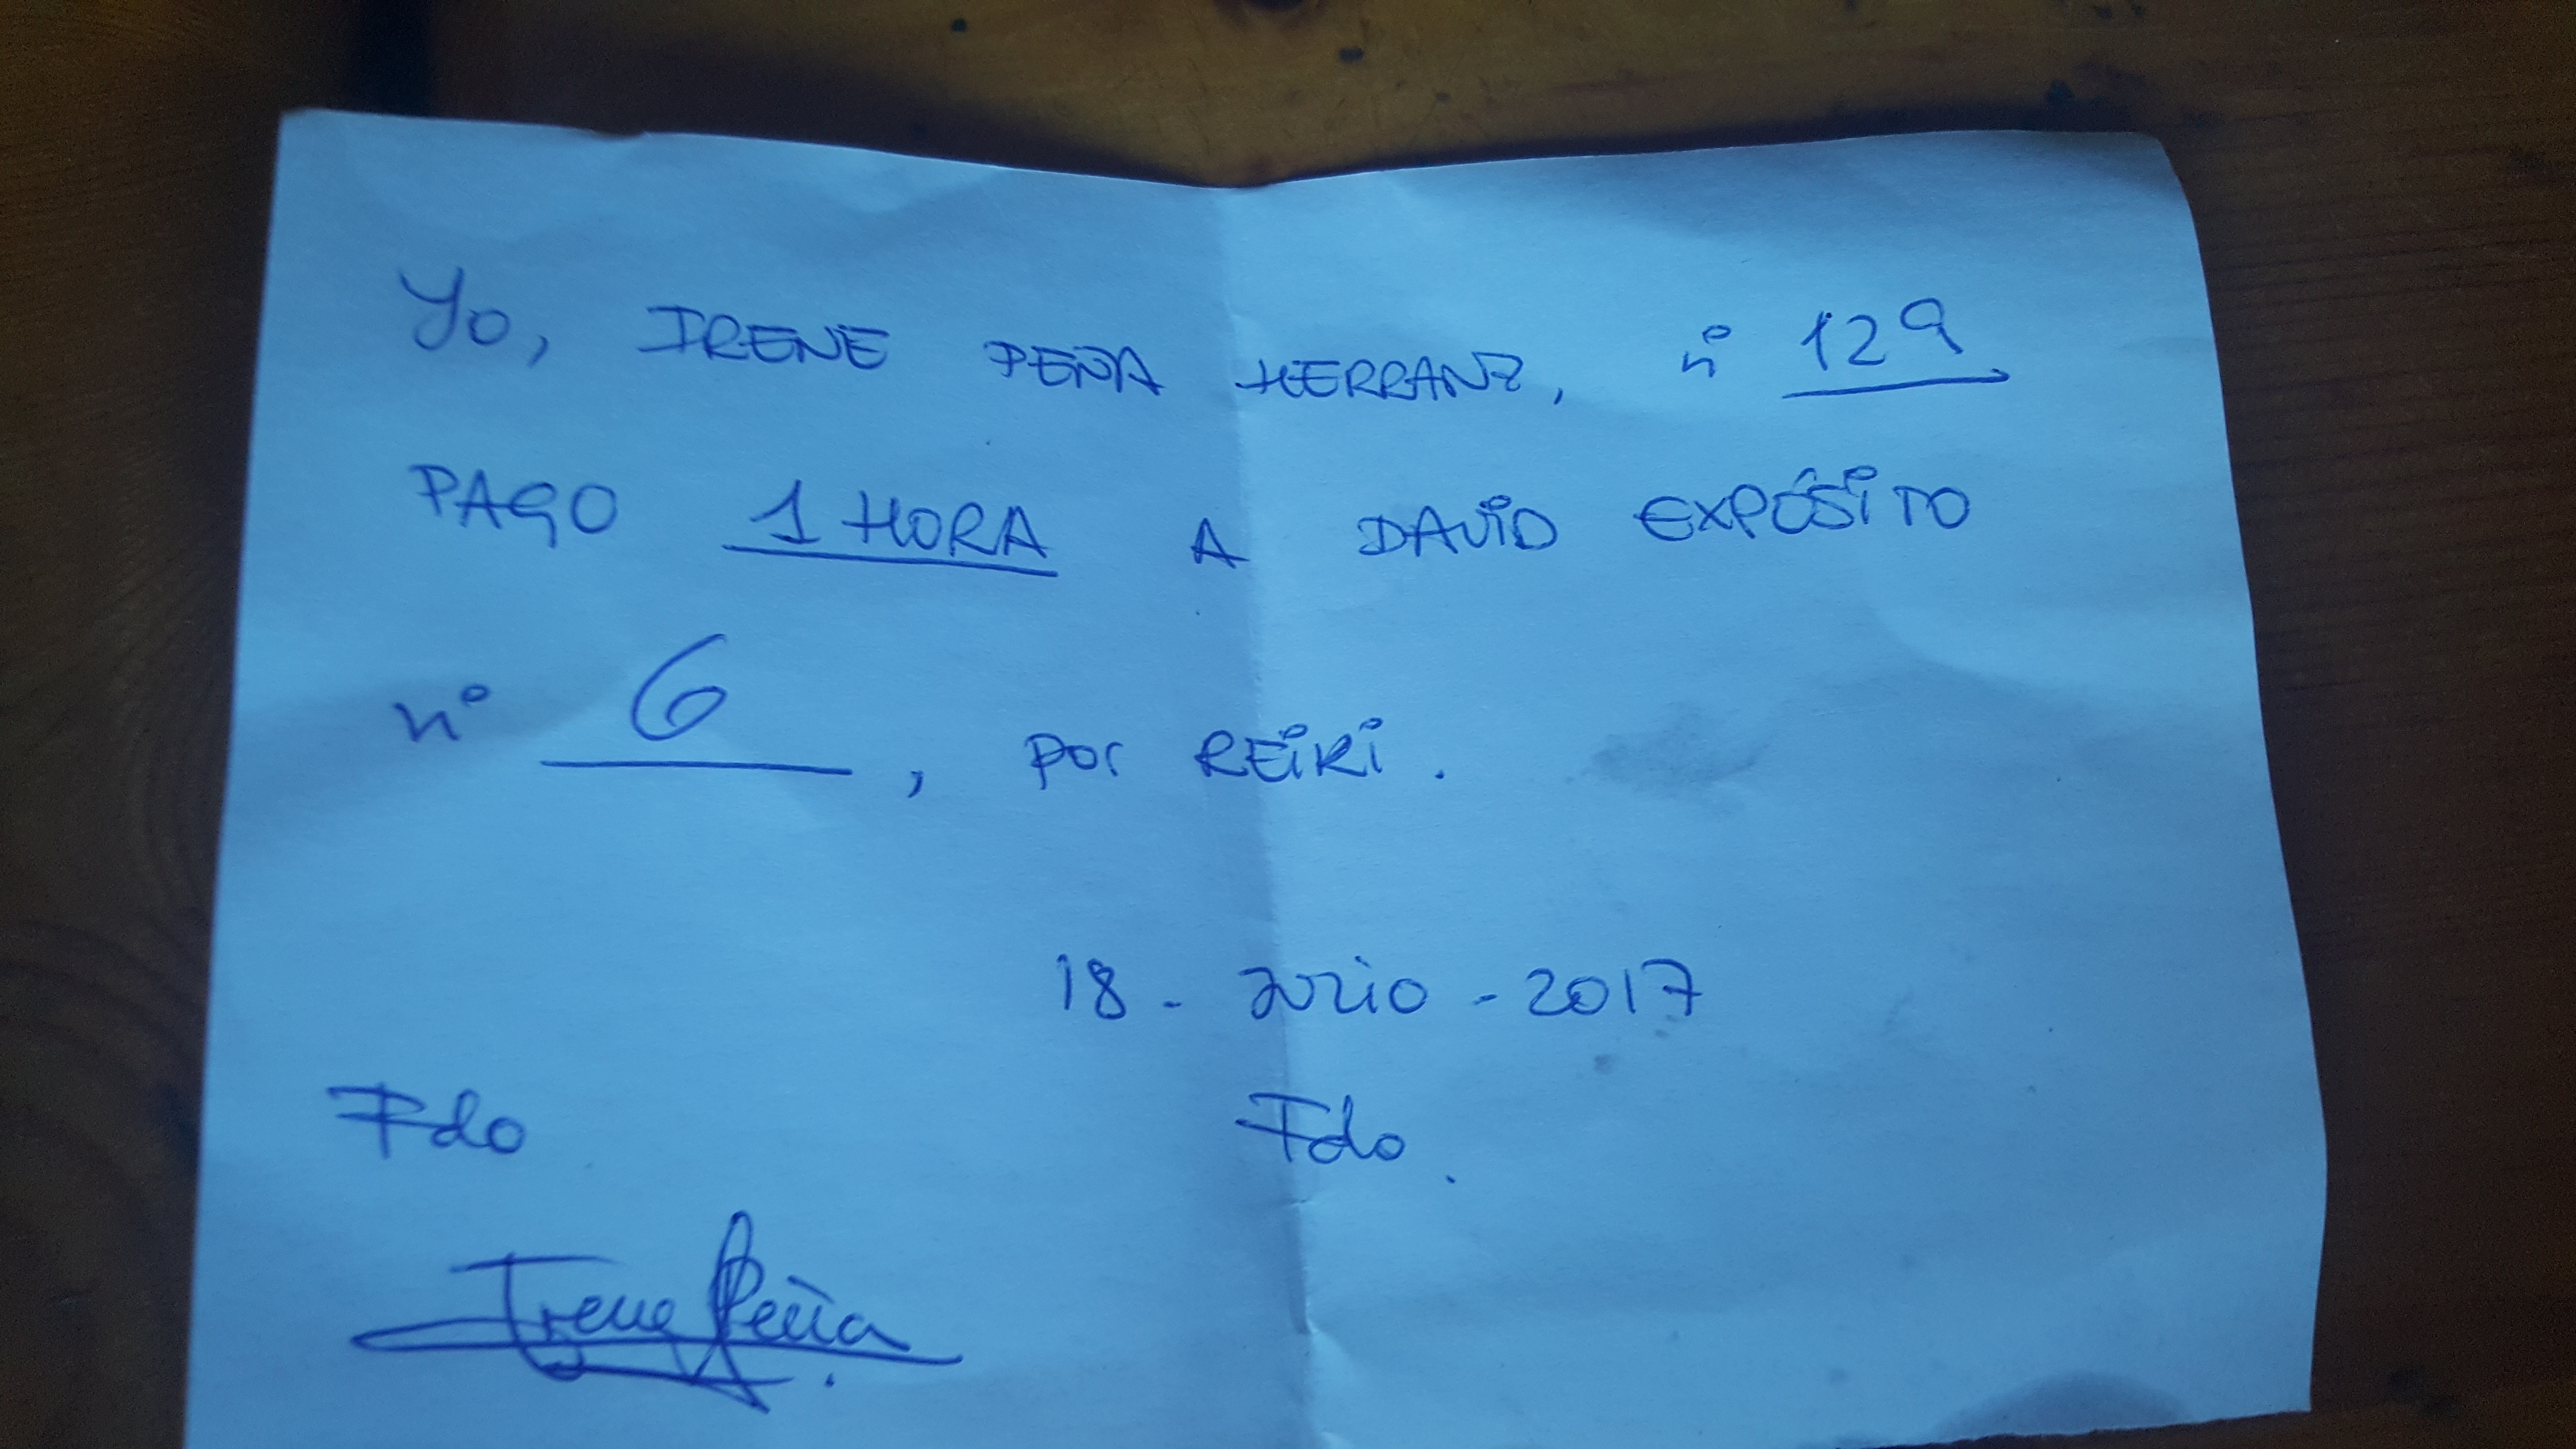 Yo, IRENE PEÑA HERRANZ, nº 129
PAGO 1 HORA A DAVID EXPÓSITO
nº 6, por REIKI.
18 - julio - 2017
Fdo Fdo.
Irene Peña